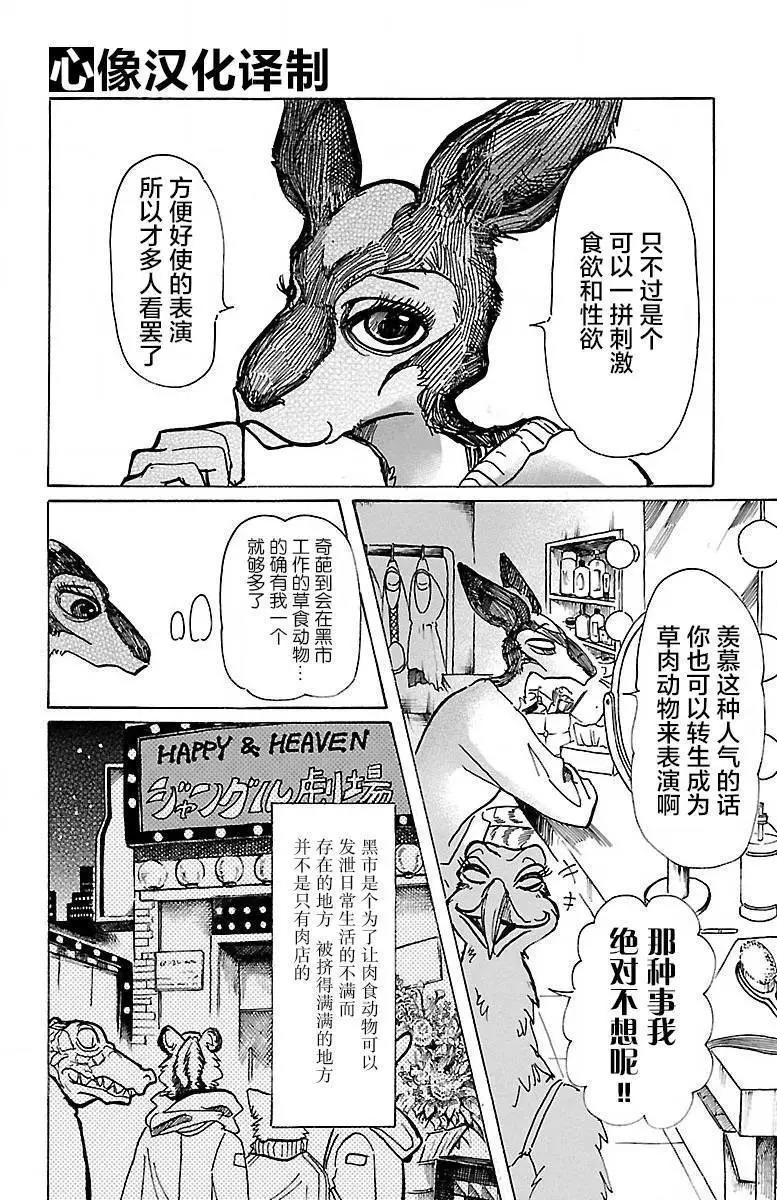 心像汉化译制
只不过是个
可以一拼刺激
食欲和性欲
方便好使的表演
所以才多人看罢了
羡慕这种人气的话
你也可以转生成为
草肉动物来表演啊
那种事我
绝对不想呢!!
奇葩到会在黑市
工作的草食动物…
的确有我一个
就够多了
HAPPY & HEAVEN
ジャングル劇場
黑市是个为了让肉食动物可以
发泄日常生活的不满而
存在的地方 被挤得满满的地方
并不是只有肉店的